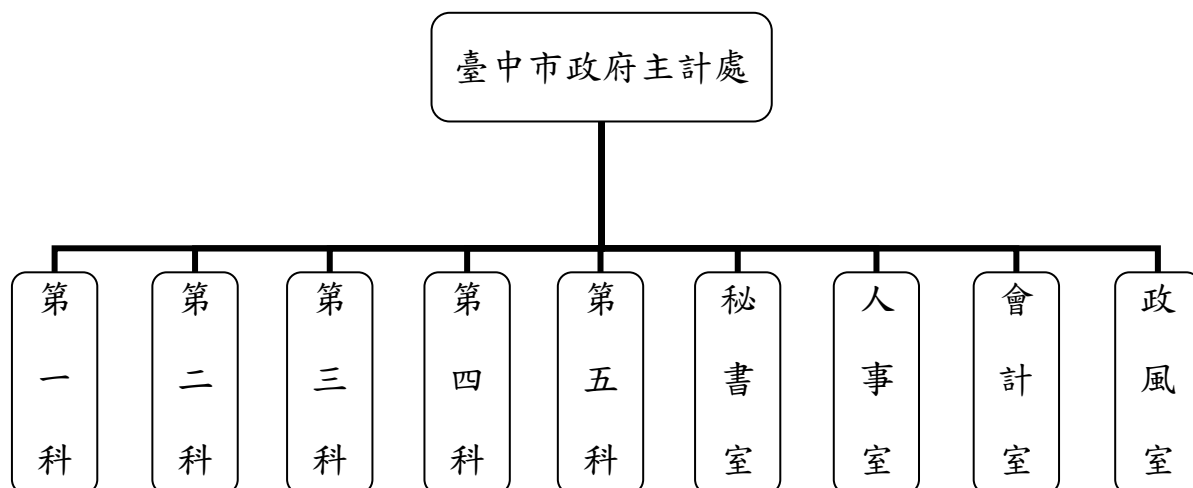 臺中市政府主計處
第一科
第二科
第三科
第四科
第五科
秘書室
人事室
會計室
政風室